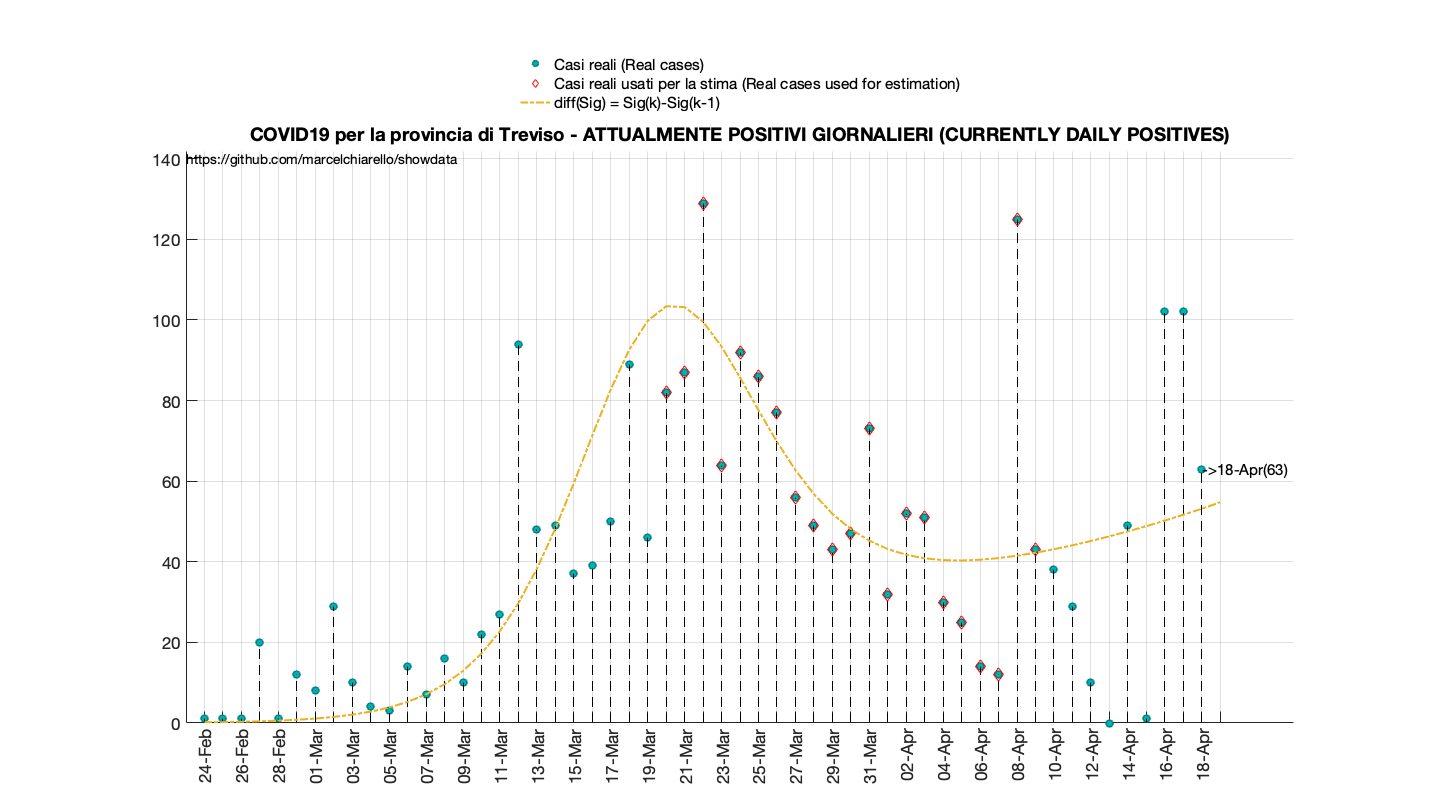 Casi reali (Real cases)
Casi reali usati per la stima (Real cases used for estimation)
diff(Sig) = Sig(k)-Sig(k-1)
COVID19 per la provincia di Treviso - ATTUALMENTE POSITIVI GIORNALIERI (CURRENTLY DAILY POSITIVES)
https://github.com/marcelchiarello/showdata
140
120
100
80
60
40
20
0
->18-Apr(63)
24-Feb
26-Feb
28-Feb
01-Mar
03-Mar
05-Mar
07-Mar
09-Mar
11-Mar
13-Mar
15-Mar
17-Mar
19-Mar
21-Mar
23-Mar
25-Mar
27-Mar
29-Mar
31-Mar
02-Apr
04-Apr
06-Apr
08-Apr
10-Apr
12-Apr
14-Apr
16-Apr
18-Apr